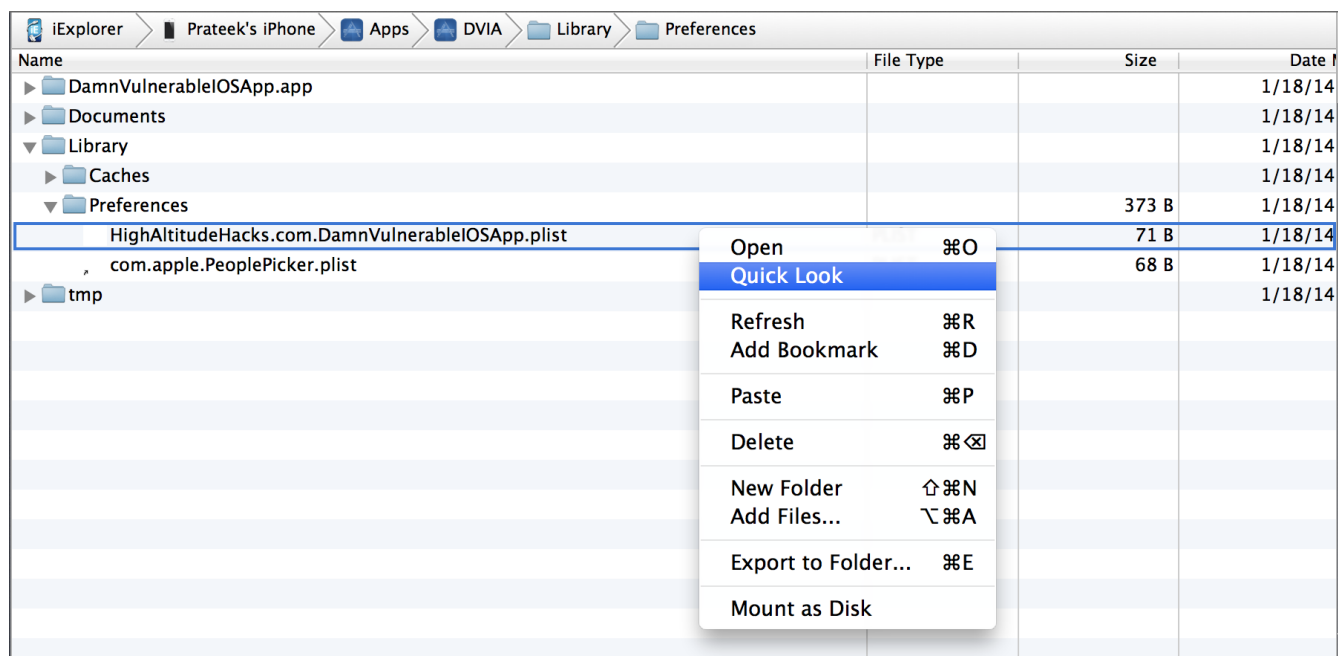 iExplorer Prateek's iPhone Apps DVIA Library Preferences
Name File Type Size Date M
DamnVulnerableIOSApp.app 1/18/14
Documents 1/18/14
Library 1/18/14
Caches 1/18/14
Preferences 373 B 1/18/14
HighAltitudeHacks.com.DamnVulnerableIOSApp.plist 71 B 1/18/14
com.apple.PeoplePicker.plist 68 B 1/18/14
tmp 1/18/14
Open ⌘O
Quick Look
Refresh ⌘R
Add Bookmark ⌘D
Paste ⌘P
Delete ⌘⌫
New Folder ⇧⌘N
Add Files... ⌥⌘A
Export to Folder... ⌘E
Mount as Disk